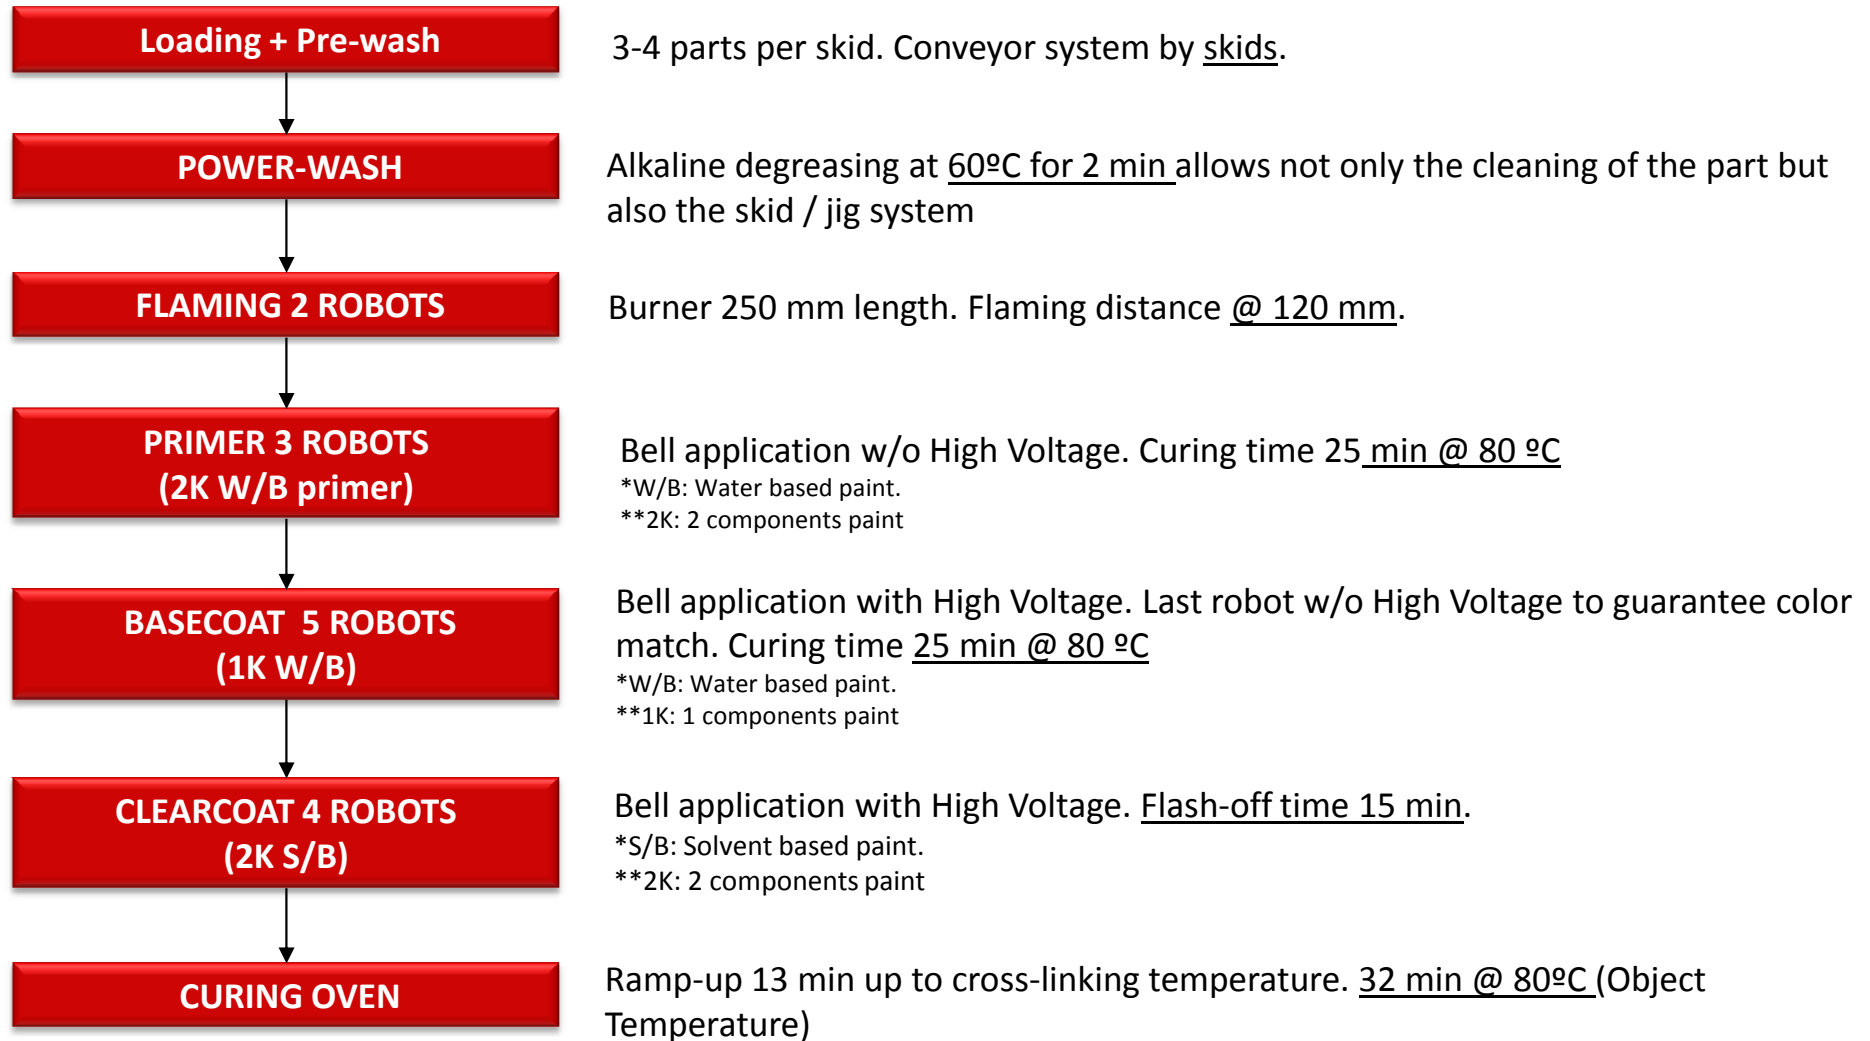 Loading + Pre-wash
3-4 parts per skid. Conveyor system by skids.
POWER-WASH
Alkaline degreasing at 60ºC for 2 min allows not only the cleaning of the part but
also the skid / jig system
FLAMING 2 ROBOTS
Burner 250 mm length. Flaming distance @ 120 mm.
PRIMER 3 ROBOTS
(2K W/B primer)
Bell application w/o High Voltage. Curing time 25 min @ 80 ºC
*W/B: Water based paint.
**2K: 2 components paint
BASECOAT  5 ROBOTS
(1K W/B)
Bell application with High Voltage. Last robot w/o High Voltage to guarantee color
match. Curing time 25 min @ 80 ºC
*W/B: Water based paint.
**1K: 1 components paint
CLEARCOAT 4 ROBOTS
(2K S/B)
Bell application with High Voltage. Flash-off time 15 min.
*S/B: Solvent based paint.
**2K: 2 components paint
CURING OVEN
Ramp-up 13 min up to cross-linking temperature. 32 min @ 80ºC (Object
Temperature)